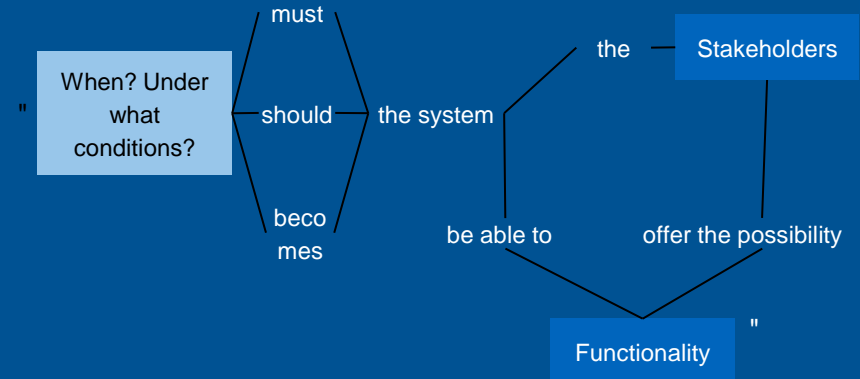 must
the
Stakeholders
"
When? Under
what
conditions?
should
the system
beco
mes
be able to
offer the possibility
Functionality
"